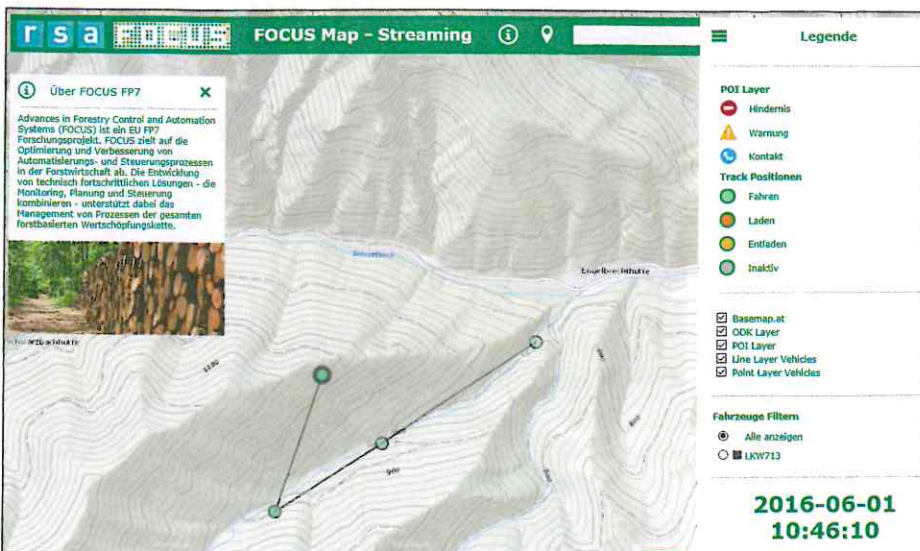 rsa FOCUS
FOCUS Map - Streaming
Über FOCUS FP7
Advances in Forestry Control and Automation
Systems (FOCUS) ist ein EU FP7
Forschungsprojekt. FOCUS zielt auf die
Optimierung und Verbesserung von
Automatisierungs- und Steuerungsprozessen
in der Forstwirtschaft ab. Die Entwicklung
von technisch fortschrittlichen Lösungen - die
Monitoring, Planung und Steuerung
kombinieren - unterstützt dabei das
Management von Prozessen der gesamten
forstbasierten Wertschöpfungskette.
1100
900
800
Legende
POI Layer
Hindernis
Warnung
Kontakt
Track Positionen
Fahren
Laden
Entladen
Inaktiv
Basemap.at
ODK Layer
POI Layer
Line Layer Vehicles
Point Layer Vehicles
Fahrzeuge Filtern
Alle anzeigen
LKW713
2016-06-01
10:46:10